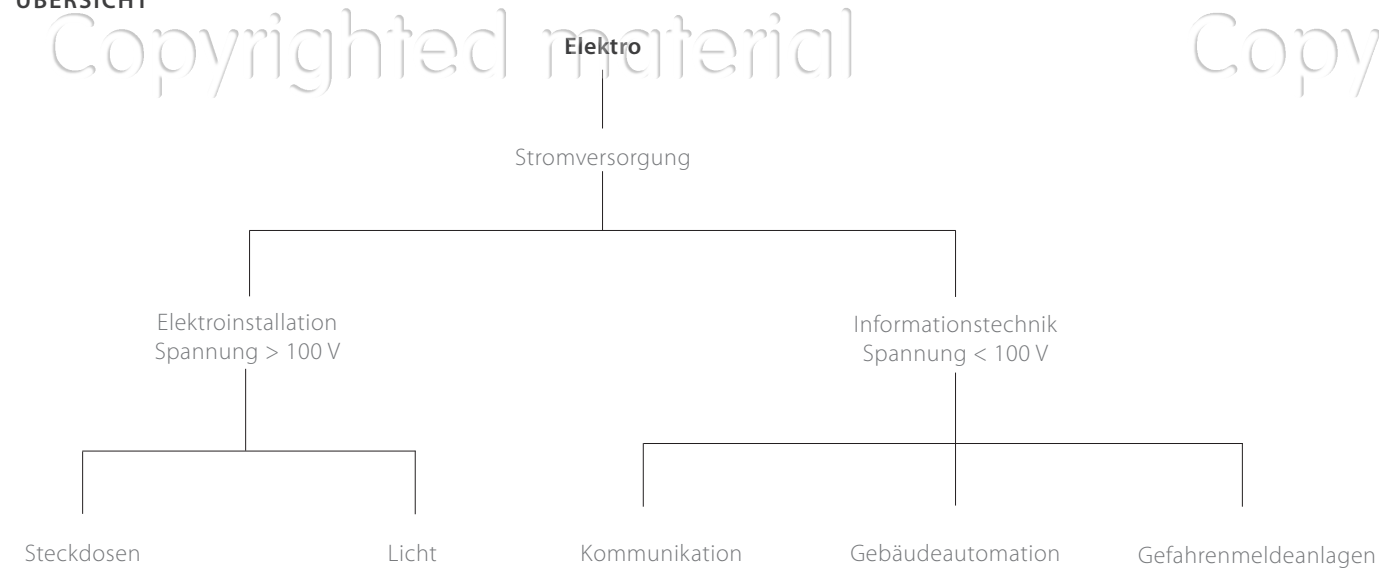 ÜBERSICHT
Copyrighted material
Copy
Elektro
Stromversorgung
Elektroinstallation
Spannung > 100 V
Informationstechnik
Spannung < 100 V
Steckdosen
Licht
Kommunikation
Gebäudeautomation
Gefahrenmeldeanlagen